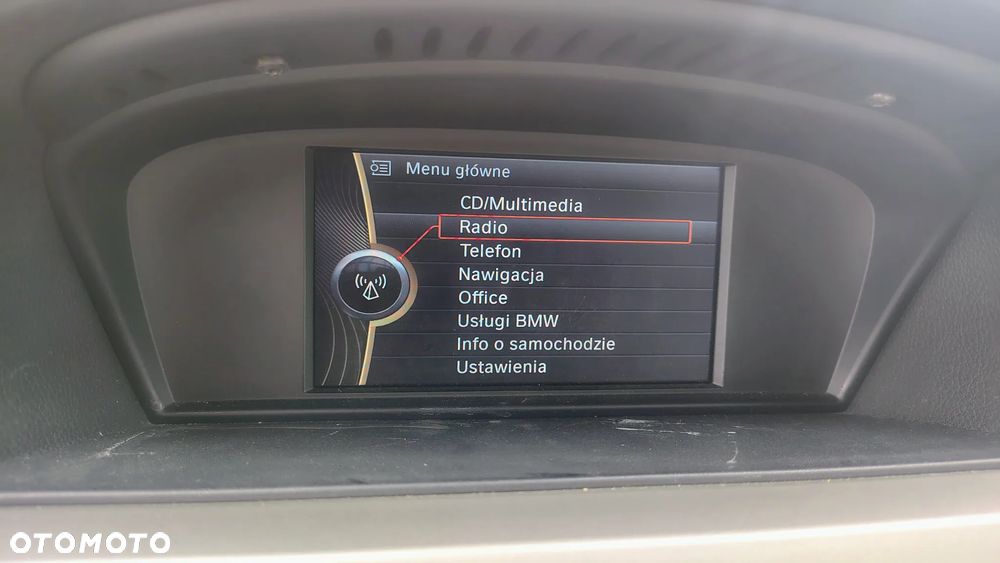 Menu główne
CD/Multimedia
Radio
Telefon
Nawigacja
Office
Usługi BMW
Info o samochodzie
Ustawienia
OTOMOTO